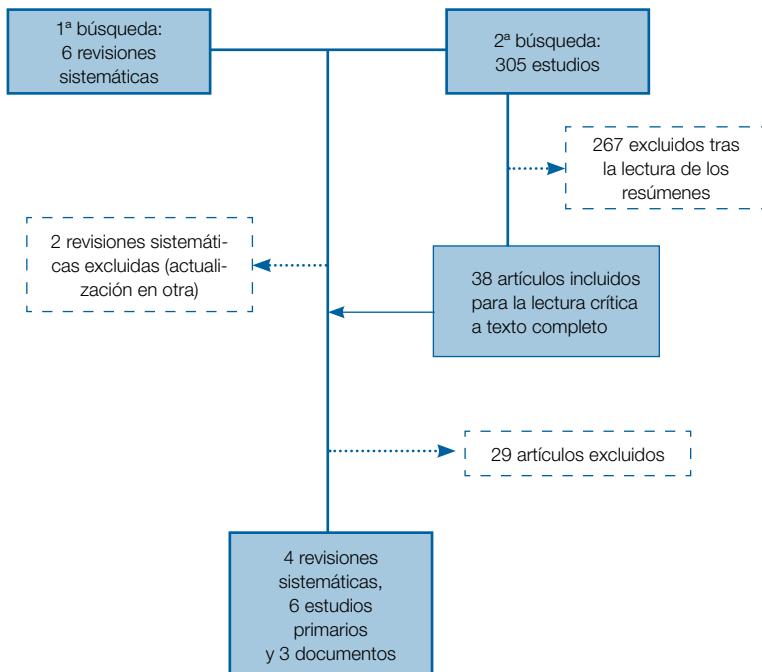 1ª búsqueda:
6 revisiones
sistemáticas
2ª búsqueda:
305 estudios
267 excluidos tras
la lectura de los
resúmenes
2 revisiones sistemáti-
cas excluidas (actuali-
zación en otra)
38 artículos incluidos
para la lectura crítica
a texto completo
29 artículos excluidos
4 revisiones
sistemáticas,
6 estudios
primarios
y 3 documentos